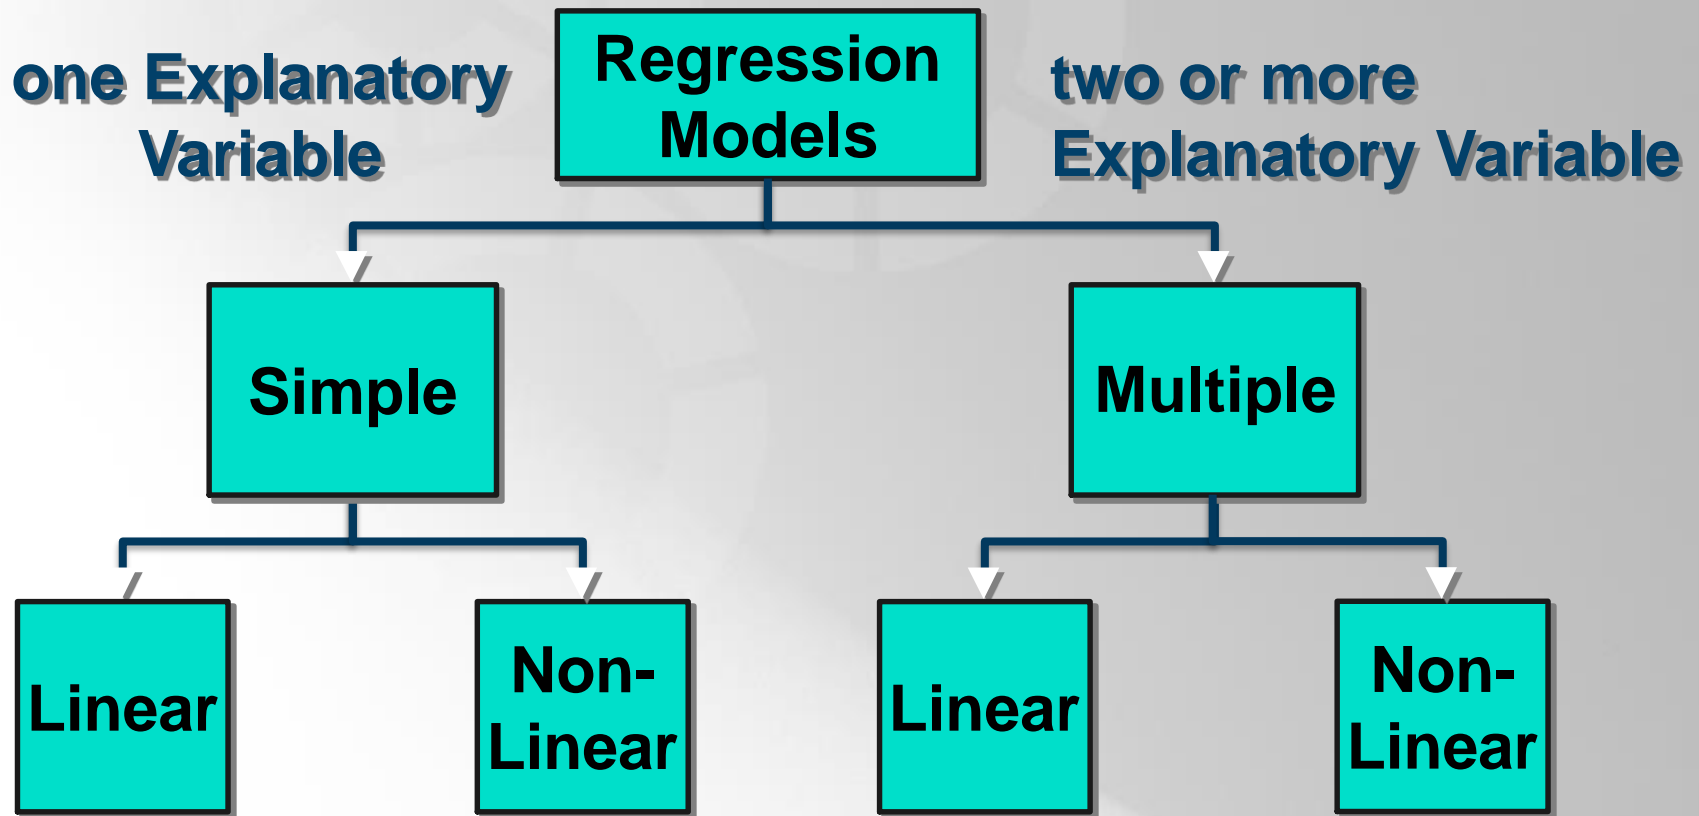 one Explanatory
Variable
Regression
Models
two or more
Explanatory Variable
Simple
Multiple
Linear
Non-
Linear
Linear
Non-
Linear